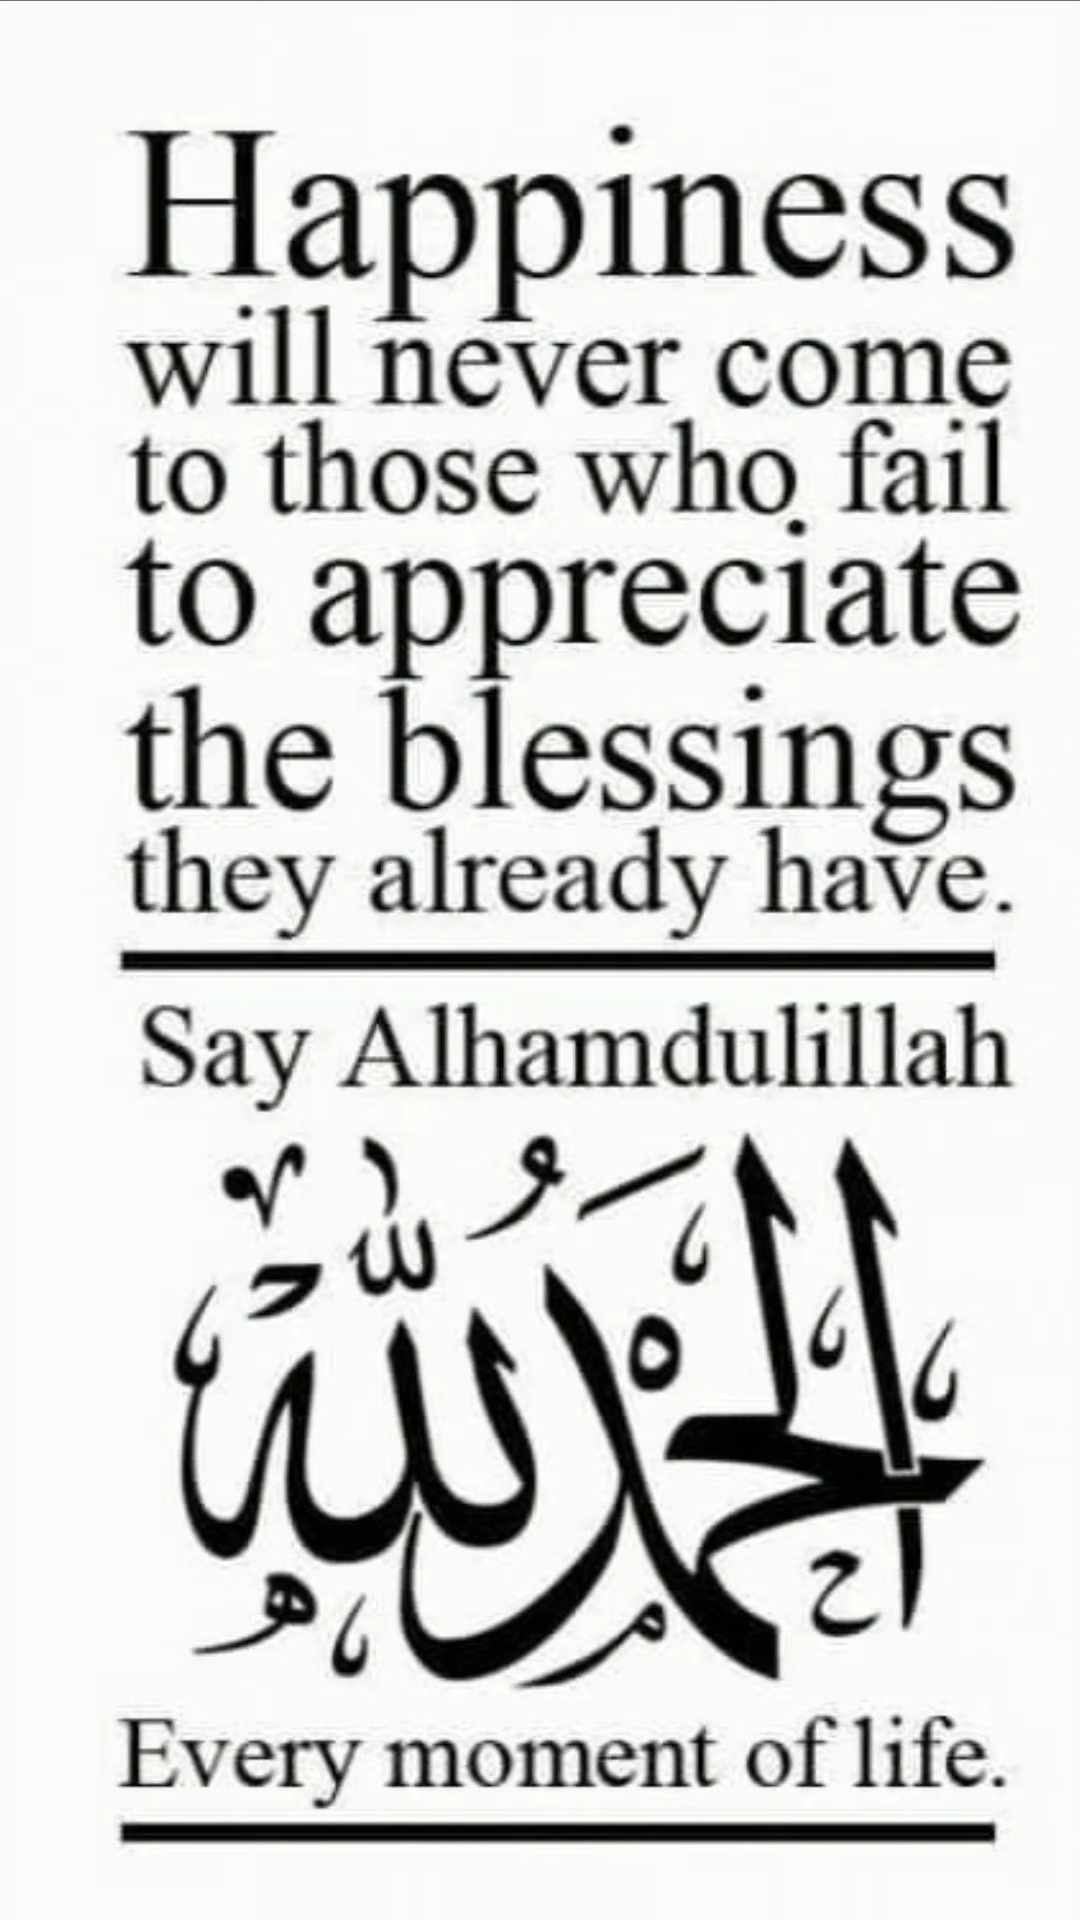 Happiness
will never come
to those who fail
to appreciate
the blessings
they already have.
Say Alhamdulillah
الحمد لله
Every moment of life.